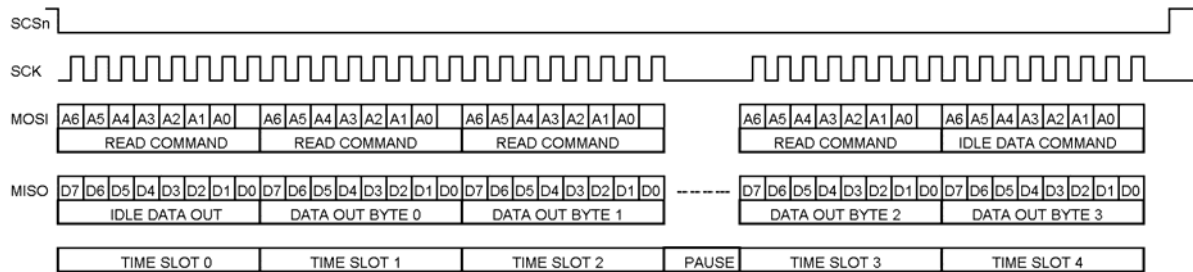 SCSn
SCK
MOSI A6 A5 A4 A3 A2 A1 A0 A6 A5 A4 A3 A2 A1 A0 A6 A5 A4 A3 A2 A1 A0 A6 A5 A4 A3 A2 A1 A0 A6 A5 A4 A3 A2 A1 A0
READ COMMAND READ COMMAND READ COMMAND READ COMMAND IDLE DATA COMMAND
MISO D7 D6 D5 D4 D3 D2 D1 D0 D7 D6 D5 D4 D3 D2 D1 D0 D7 D6 D5 D4 D3 D2 D1 D0 D7 D6 D5 D4 D3 D2 D1 D0 D7 D6 D5 D4 D3 D2 D1 D0
IDLE DATA OUT DATA OUT BYTE 0 DATA OUT BYTE 1 DATA OUT BYTE 2 DATA OUT BYTE 3
TIME SLOT 0 TIME SLOT 1 TIME SLOT 2 PAUSE TIME SLOT 3 TIME SLOT 4